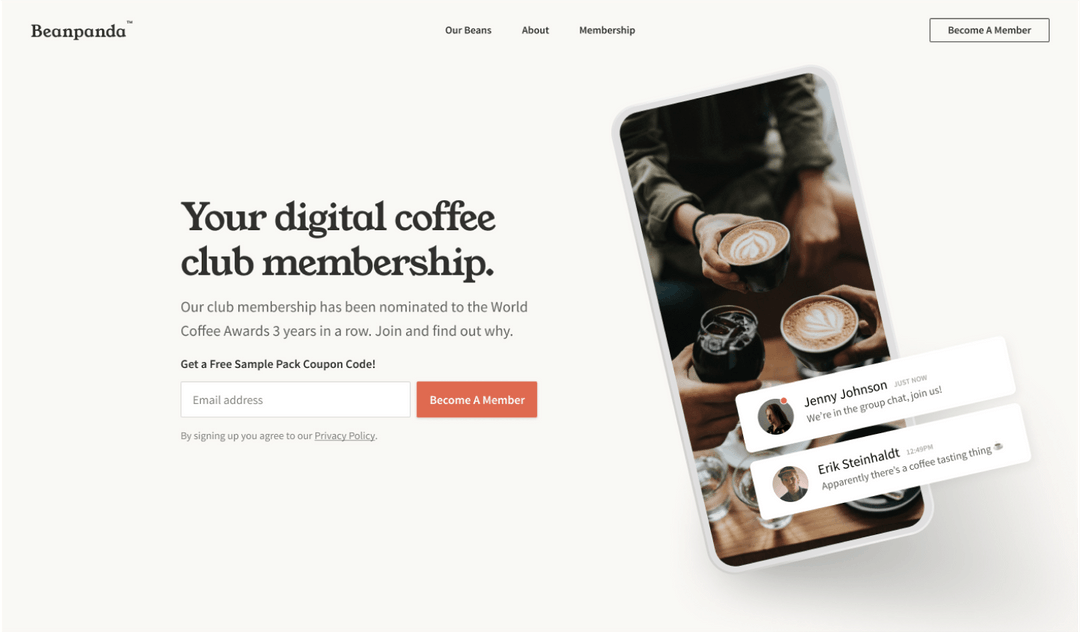 Beanpanda™
Our Beans
About
Membership
Become A Member
Your digital coffee
club membership.
Our club membership has been nominated to the World
Coffee Awards 3 years in a row. Join and find out why.
Get a Free Sample Pack Coupon Code!
Email address
Become A Member
By signing up you agree to our Privacy Policy.
Jenny Johnson JUST NOW
We're in the group chat, join us!
Erik Steinhaldt 12:49PM
Apparently there's a coffee tasting thing ☕